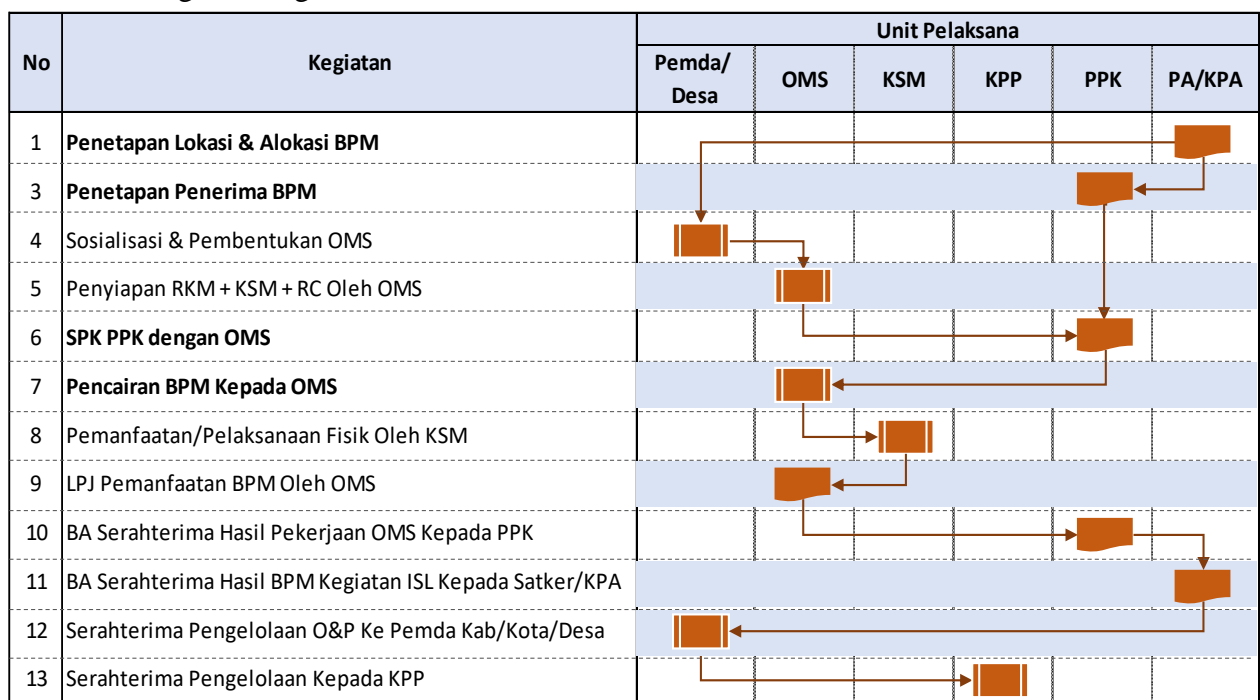 No Kegiatan Unit Pelaksana
Pemda/ Desa OMS KSM KPP PPK PA/KPA
1 Penetapan Lokasi & Alokasi BPM
3 Penetapan Penerima BPM
4 Sosialisasi & Pembentukan OMS
5 Penyiapan RKM + KSM + RC Oleh OMS
6 SPK PPK dengan OMS
7 Pencairan BPM Kepada OMS
8 Pemanfaatan/Pelaksanaan Fisik Oleh KSM
9 LPJ Pemanfaatan BPM Oleh OMS
10 BA Serahterima Hasil Pekerjaan OMS Kepada PPK
11 BA Serahterima Hasil BPM Kegiatan ISL Kepada Satker/KPA
12 Serahterima Pengelolaan O&P Ke Pemda Kab/Kota/Desa
13 Serahterima Pengelolaan Kepada KPP